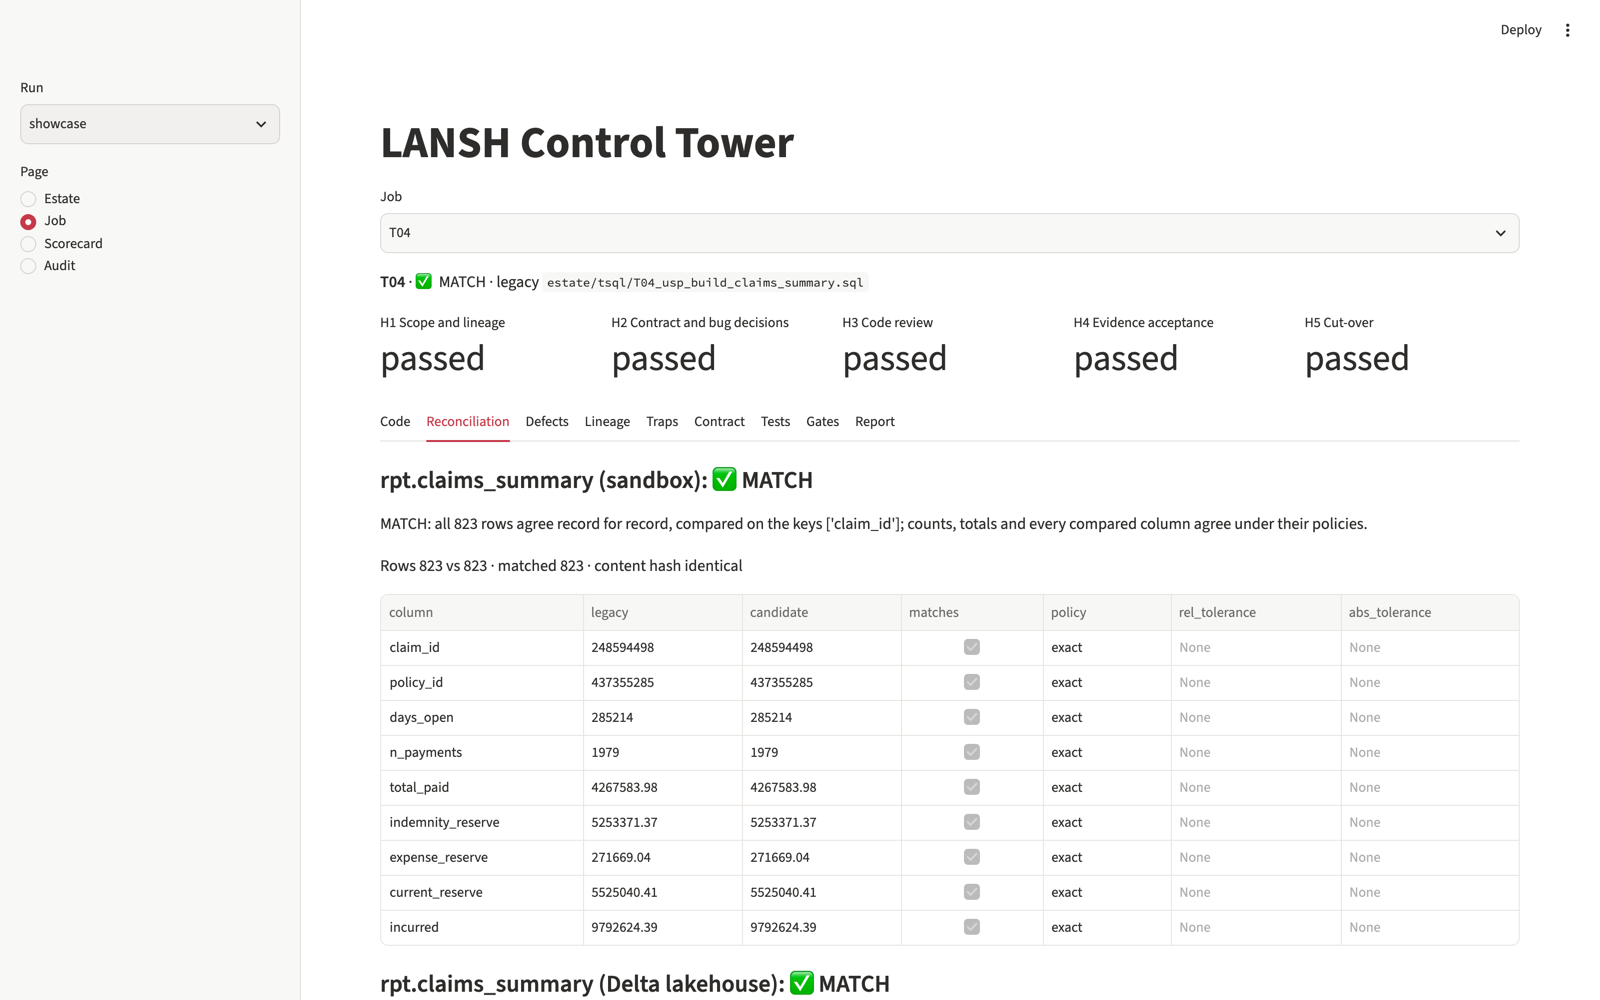 Deploy
Run
showcase
Page
Estate
Job
Scorecard
Audit
LANSH Control Tower
Job
T04
T04 · ✅ MATCH · legacy estate/tsql/T04_usp_build_claims_summary.sql
H1 Scope and lineage H2 Contract and bug decisions H3 Code review H4 Evidence acceptance H5 Cut-over
passed passed passed passed passed
Code Reconciliation Defects Lineage Traps Contract Tests Gates Report
rpt.claims_summary (sandbox): ✅ MATCH
MATCH: all 823 rows agree record for record, compared on the keys ['claim_id']; counts, totals and every compared column agree under their policies.
Rows 823 vs 823 · matched 823 · content hash identical
column legacy candidate matches policy rel_tolerance abs_tolerance
claim_id 248594498 248594498 exact None None
policy_id 437355285 437355285 exact None None
days_open 285214 285214 exact None None
n_payments 1979 1979 exact None None
total_paid 4267583.98 4267583.98 exact None None
indemnity_reserve 5253371.37 5253371.37 exact None None
expense_reserve 271669.04 271669.04 exact None None
current_reserve 5525040.41 5525040.41 exact None None
incurred 9792624.39 9792624.39 exact None None
rpt.claims_summary (Delta lakehouse): ✅ MATCH